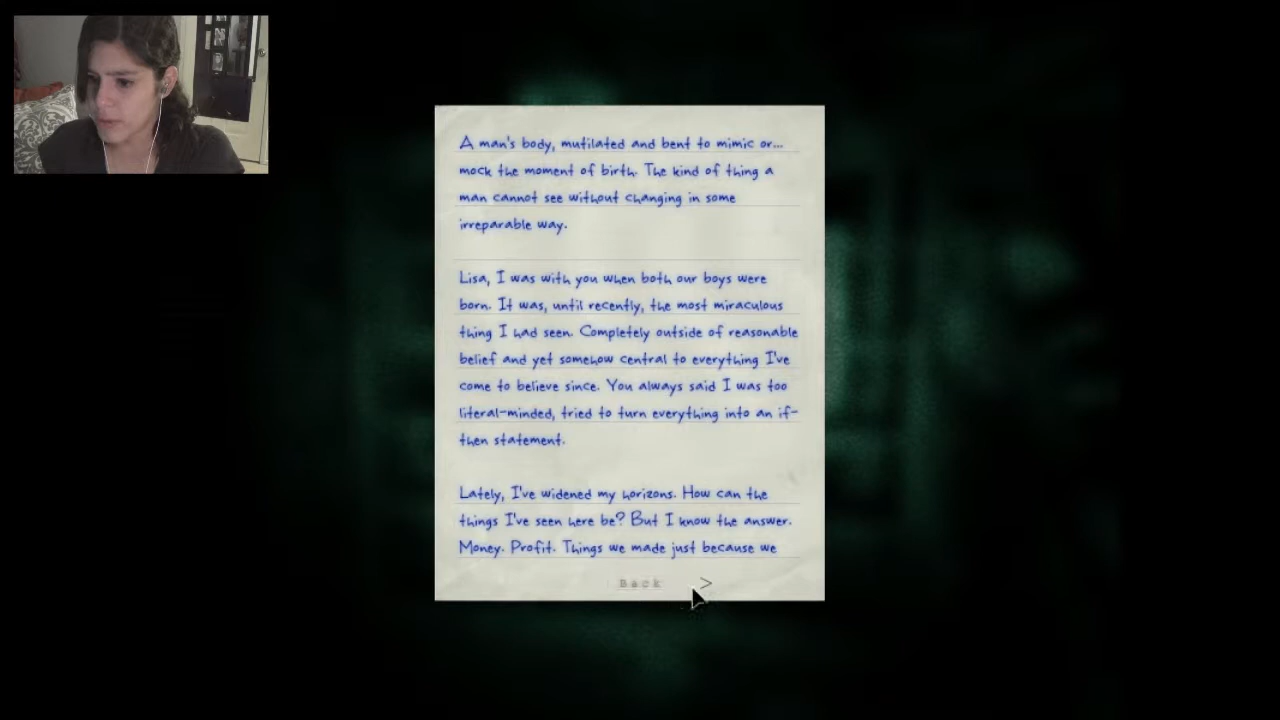 A man's body, mutilated and bent to mimic or...
mock the moment of birth. The kind of thing a
man cannot see without changing in some
irreparable way.
Lisa, I was with you when both our boys were
born. It was, until recently, the most miraculous
thing I had seen. Completely outside of reasonable
belief and yet somehow central to everything I've
come to believe since. You always said I was too
literal-minded, tried to turn everything into an if-
then statement.
Lately, I've widened my horizons. How can the
things I've seen here be? But I know the answer.
Money. Profit. Things we made just because we
Back >